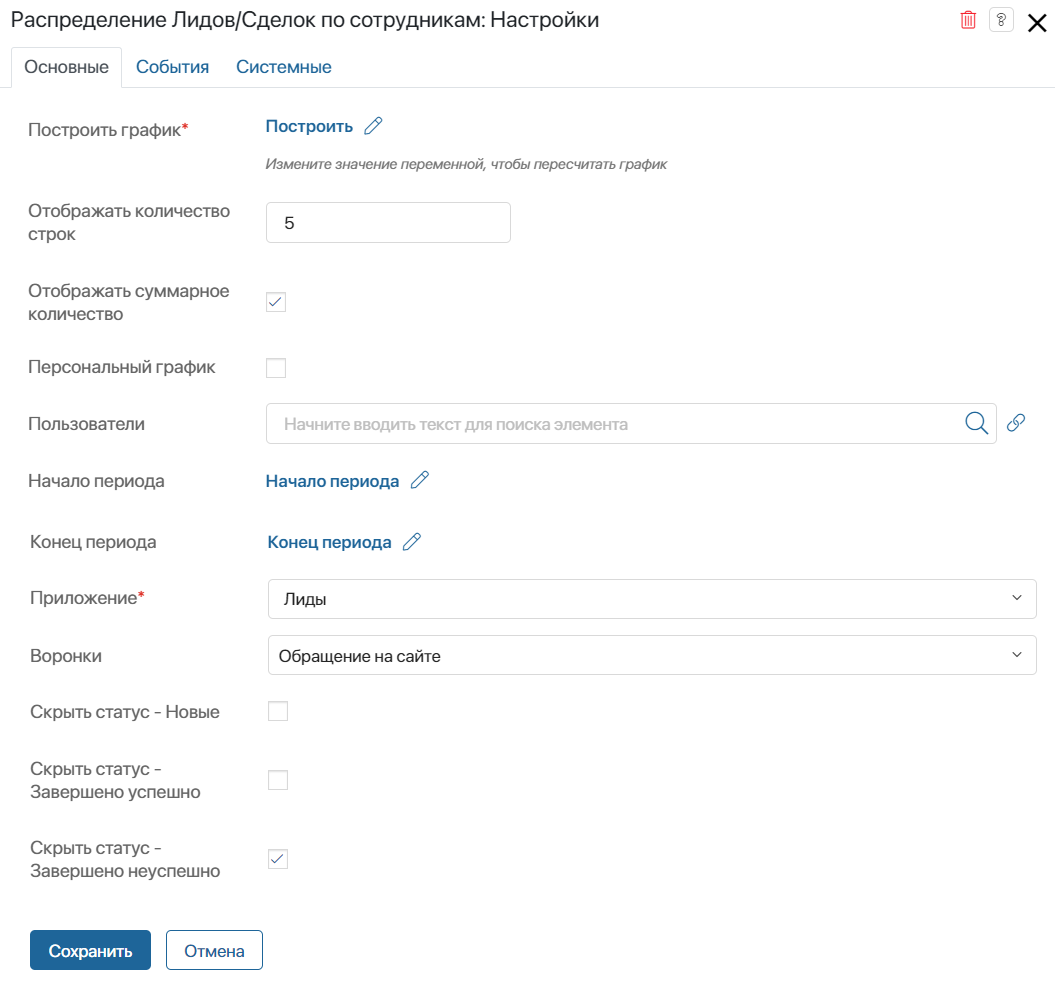 Распределение Лидов/Сделок по сотрудникам: Настройки
?
Основные События Системные
Построить график* Построить
Измените значение переменной, чтобы пересчитать график
Отображать количество
строк
5
Отображать суммарное
количество
Персональный график
Пользователи Начните вводить текст для поиска элемента
Начало периода Начало периода
Конец периода Конец периода
Приложение* Лиды
Воронки Обращение на сайте
Скрыть статус - Новые
Скрыть статус -
Завершено успешно
Скрыть статус -
Завершено неуспешно
Сохранить Отмена